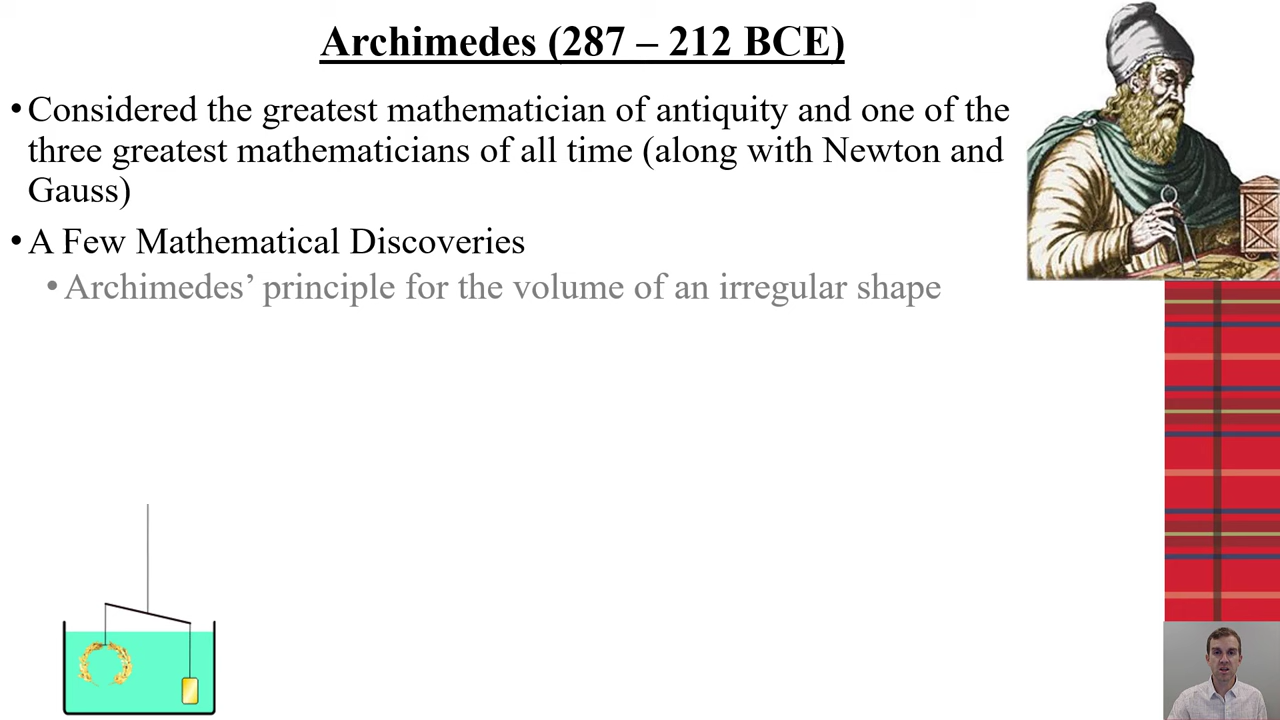 Archimedes (287 – 212 BCE)
•Considered the greatest mathematician of antiquity and one of the
three greatest mathematicians of all time (along with Newton and
Gauss)
•A Few Mathematical Discoveries
•Archimedes’ principle for the volume of an irregular shape